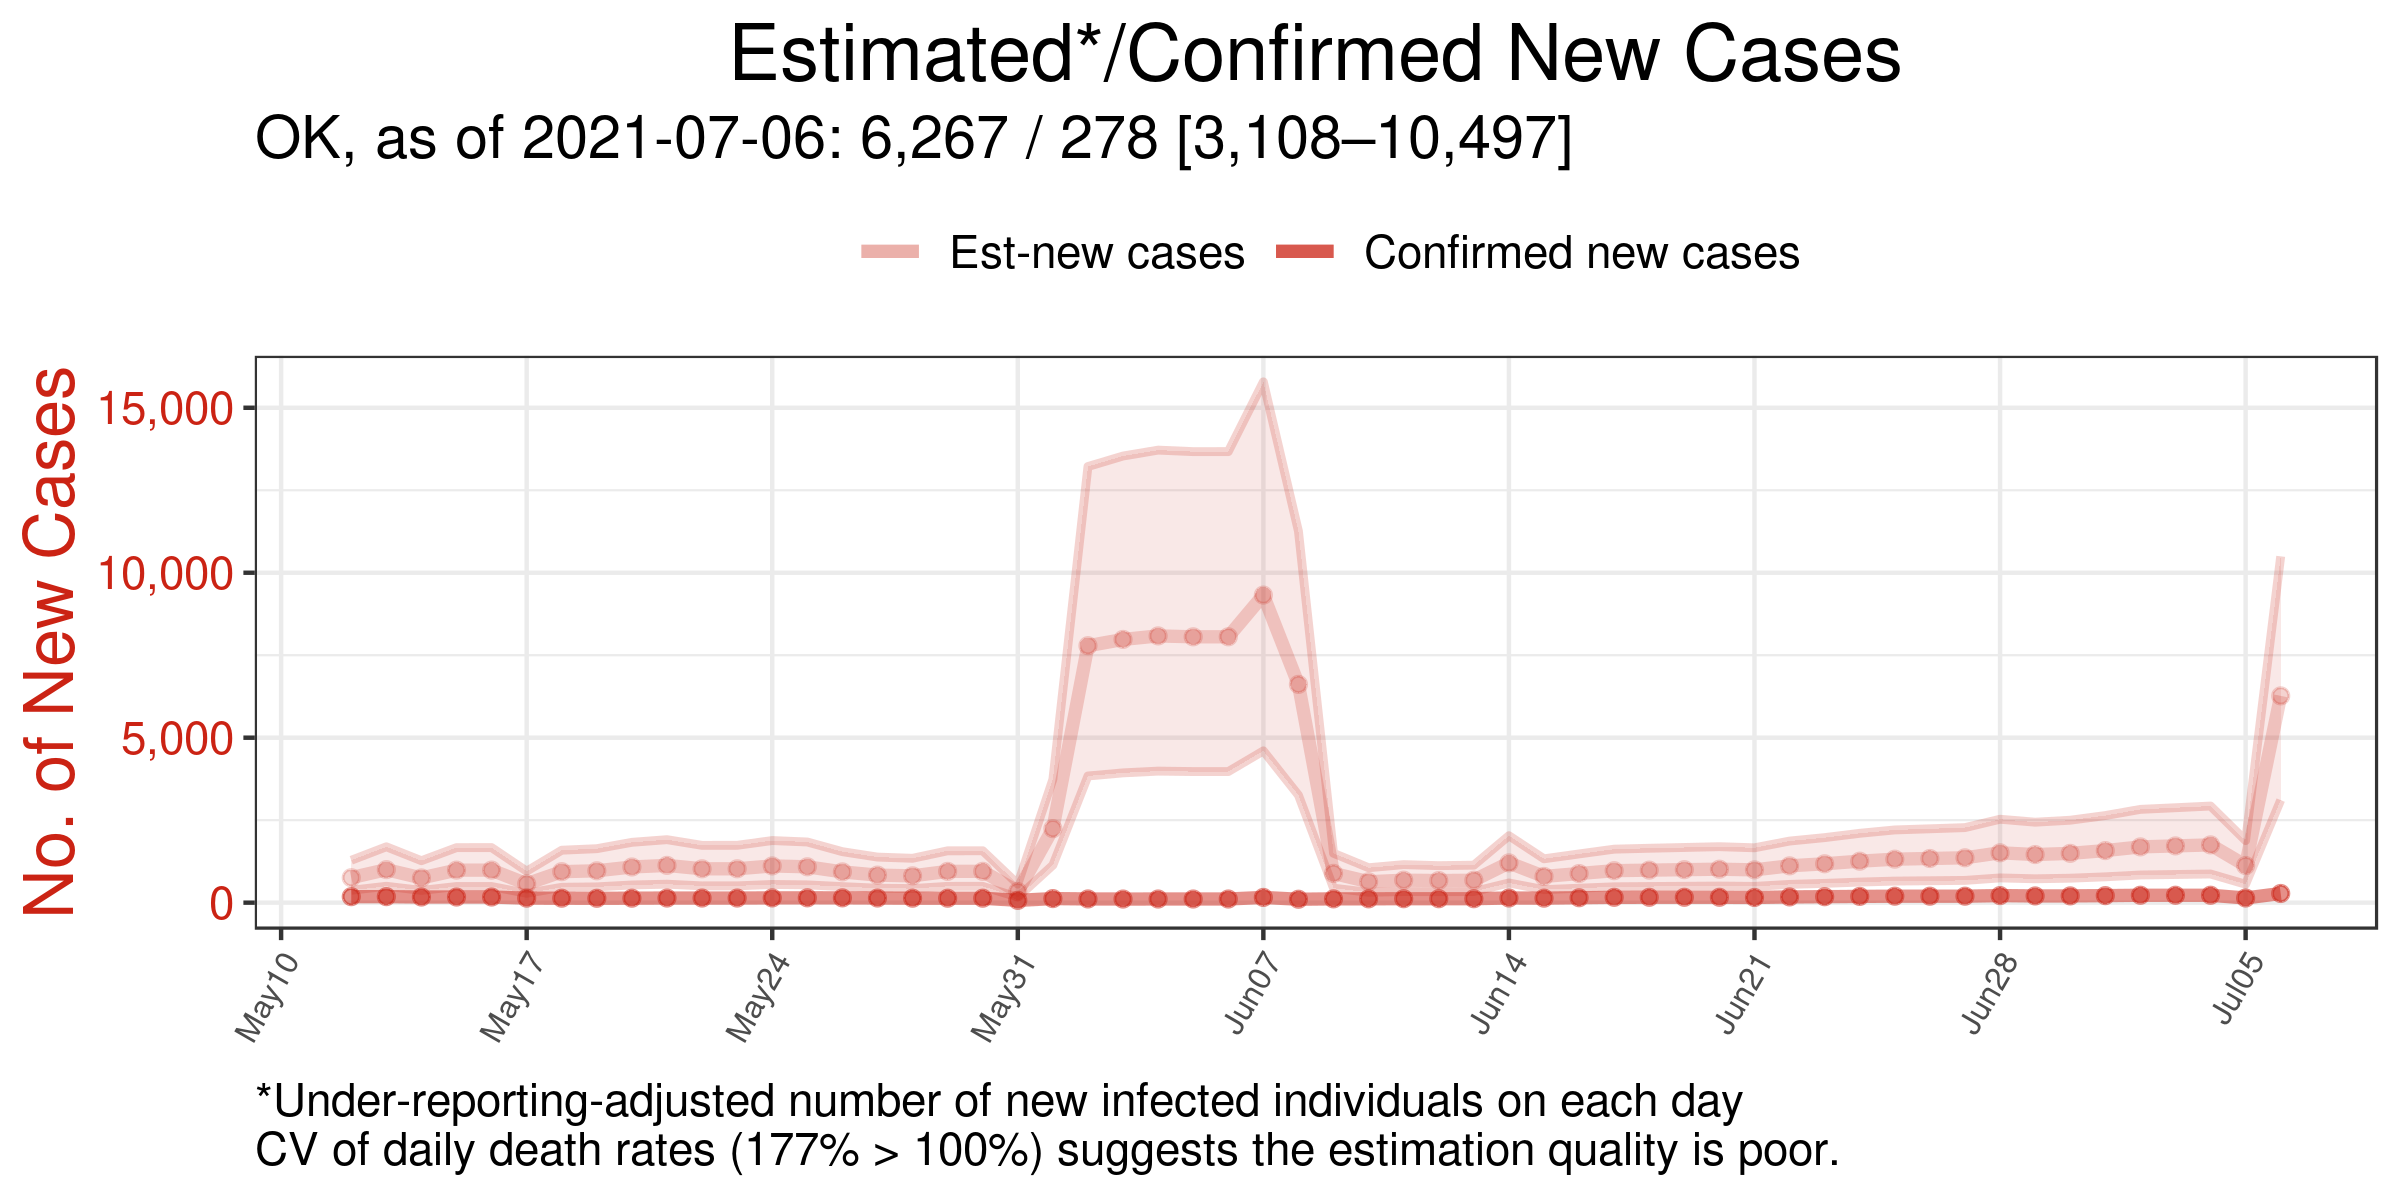 Estimated*/Confirmed New Cases
OK, as of 2021-07-06: 6,267 / 278 [3,108–10,497]
Est-new cases
Confirmed new cases
No. of New Cases
15,000
10,000
5,000
0
May10
May17
May24
May31
Jun07
Jun14
Jun21
Jun28
Jul05
*Under-reporting-adjusted number of new infected individuals on each day
CV of daily death rates (177% > 100%) suggests the estimation quality is poor.